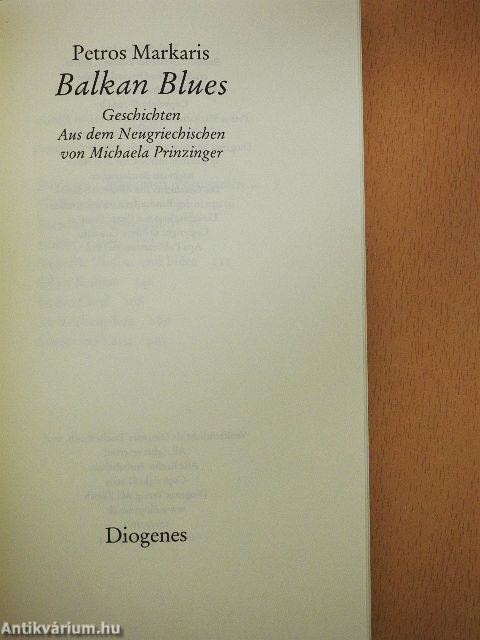 Petros Markaris
Balkan Blues
Geschichten
Aus dem Neugriechischen
von Michaela Prinzinger
Diogenes
Antikvárium.hu